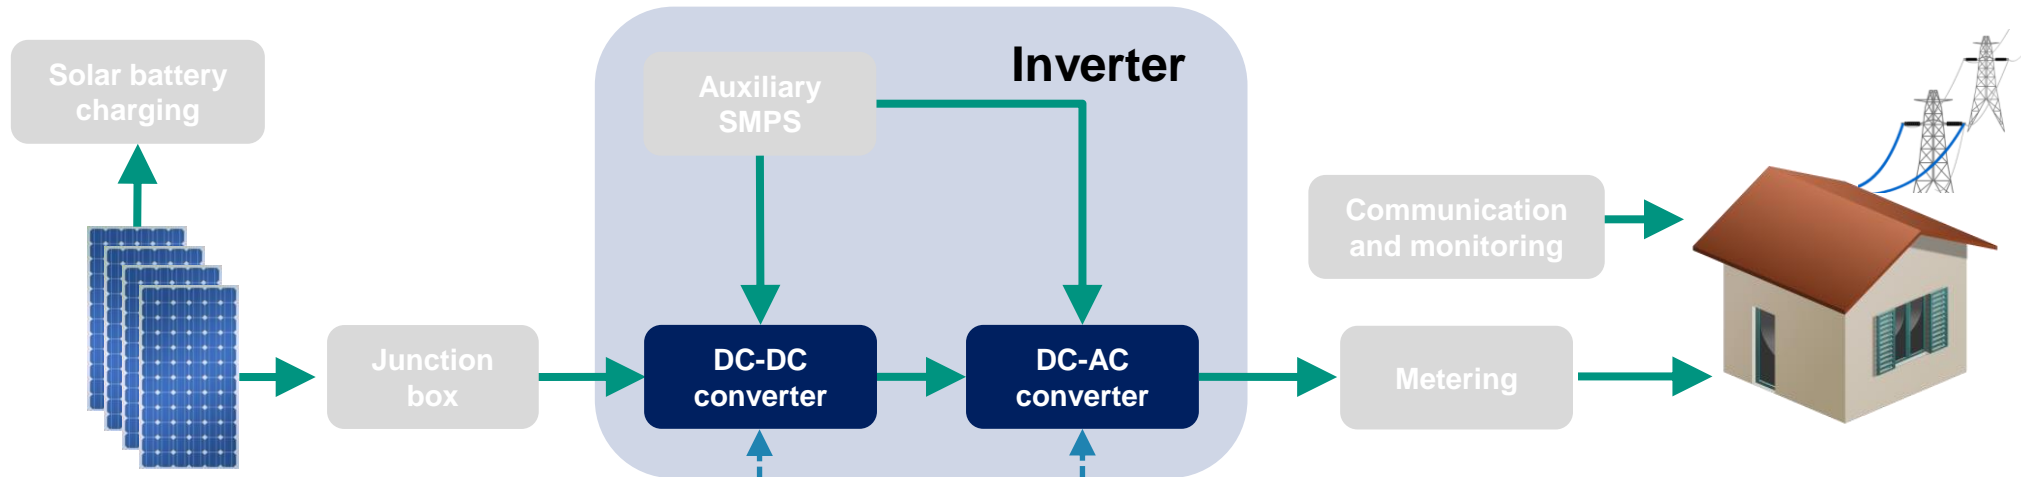 Solar battery
charging
Auxiliary
SMPS
Inverter
Communication
and monitoring
Junction
box
DC-DC
converter
DC-AC
converter
Metering